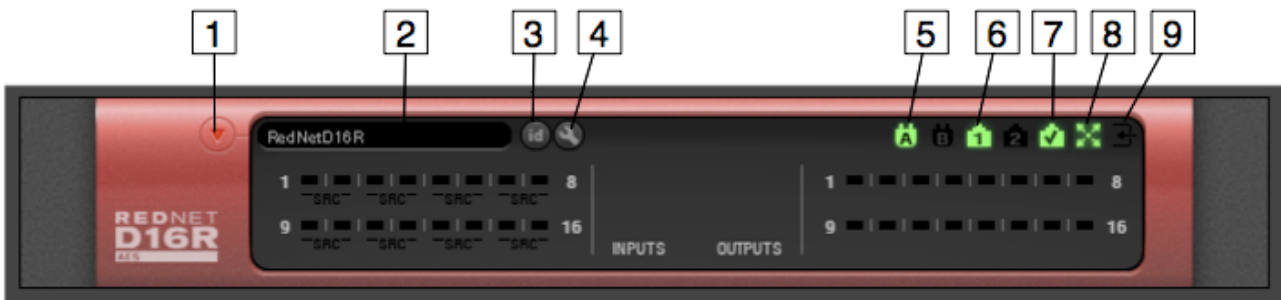 1 2 3 4 5 6 7 8 9
RedNetD16R id A B 1 2
1 8 1 8
SRC SRC SRC SRC
9 16 9 16
SRC SRC SRC SRC
INPUTS OUTPUTS
REDNET
D16R
AES